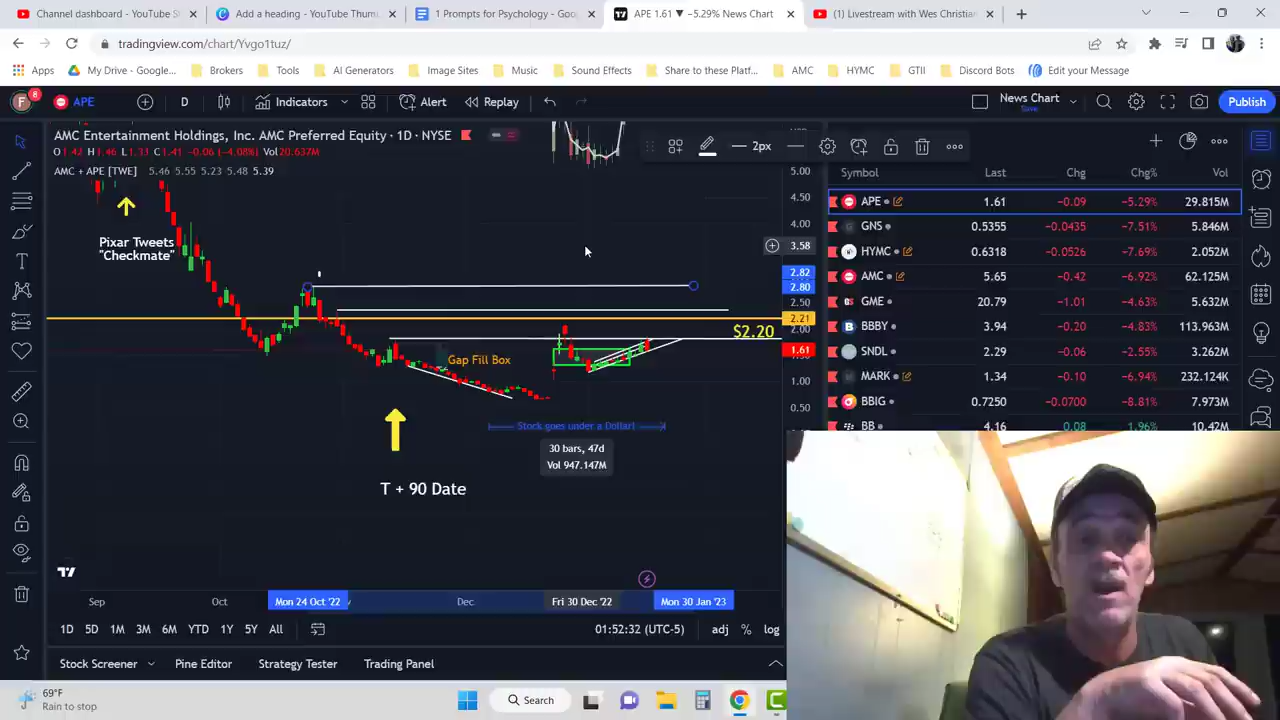 Channel dashboard - YouTube S
Add a heading - YouTube Thum
1 Prompts for Psychology - Goo
APE 1.61 ▼ −5.29% News Chart
(1) Livestream with Wes Christian
tradingview.com/chart/Yvgo1tuz/
Apps
My Drive - Google...
Brokers
Tools
AI Generators
Image Sites
Music
Sound Effects
Share to these Platf...
AMC
HYMC
GTII
Discord Bots
Edit your Message
F
8
APE
D
Indicators
Alert
Replay
News Chart
Save
Publish
AMC Entertainment Holdings, Inc. AMC Preferred Equity · 1D · NYSE
O1.42 H1.46 L1.33 C1.41 −0.06 (−4.08%) Vol20.637M
AMC + APE [TWE] 5.46 5.55 5.23 5.48 5.39
2px
Symbol
Last
Chg
Chg%
Vol
APE 1.61 −0.09 −5.29% 29.815M
GNS 0.5355 −0.0435 −7.51% 5.846M
HYMC 0.6318 −0.0526 −7.69% 2.052M
AMC 5.65 −0.42 −6.92% 62.125M
GME 20.79 −1.01 −4.63% 5.632M
BBBY 3.94 −0.20 −4.83% 113.963M
SNDL 2.29 −0.06 −2.55% 3.262M
MARK 1.34 −0.10 −6.94% 232.124K
BBIG 0.7250 −0.0700 −8.81% 7.973M
BB 4.16 0.08 1.96% 10.42M
5.00
4.50
4.00
3.58
2.82
2.80
2.50
2.21
2.00
1.61
1.00
0.50
Pixar Tweets
"Checkmate"
$2.20
Gap Fill Box
Stock goes under a Dollar!
30 bars, 47d
Vol 947.147M
T + 90 Date
Sep
Oct
Mon 24 Oct '22
Dec
Fri 30 Dec '22
Mon 30 Jan '23
1D
5D
1M
3M
6M
YTD
1Y
5Y
All
01:52:32 (UTC-5)
adj
%
log
Stock Screener
Pine Editor
Strategy Tester
Trading Panel
69°F
Rain to stop
Search